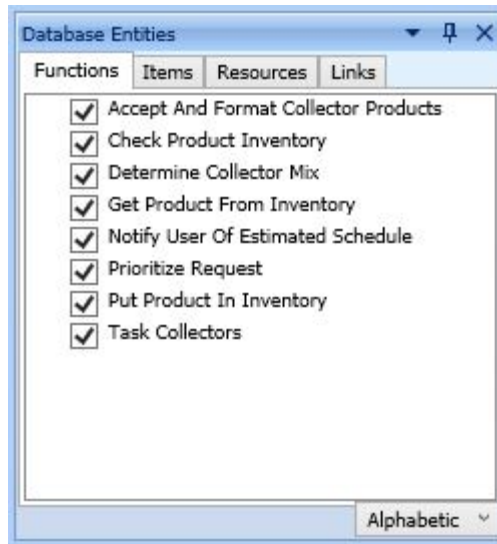 Database Entities
Functions Items Resources Links
Accept And Format Collector Products
Check Product Inventory
Determine Collector Mix
Get Product From Inventory
Notify User Of Estimated Schedule
Prioritize Request
Put Product In Inventory
Task Collectors
Alphabetic